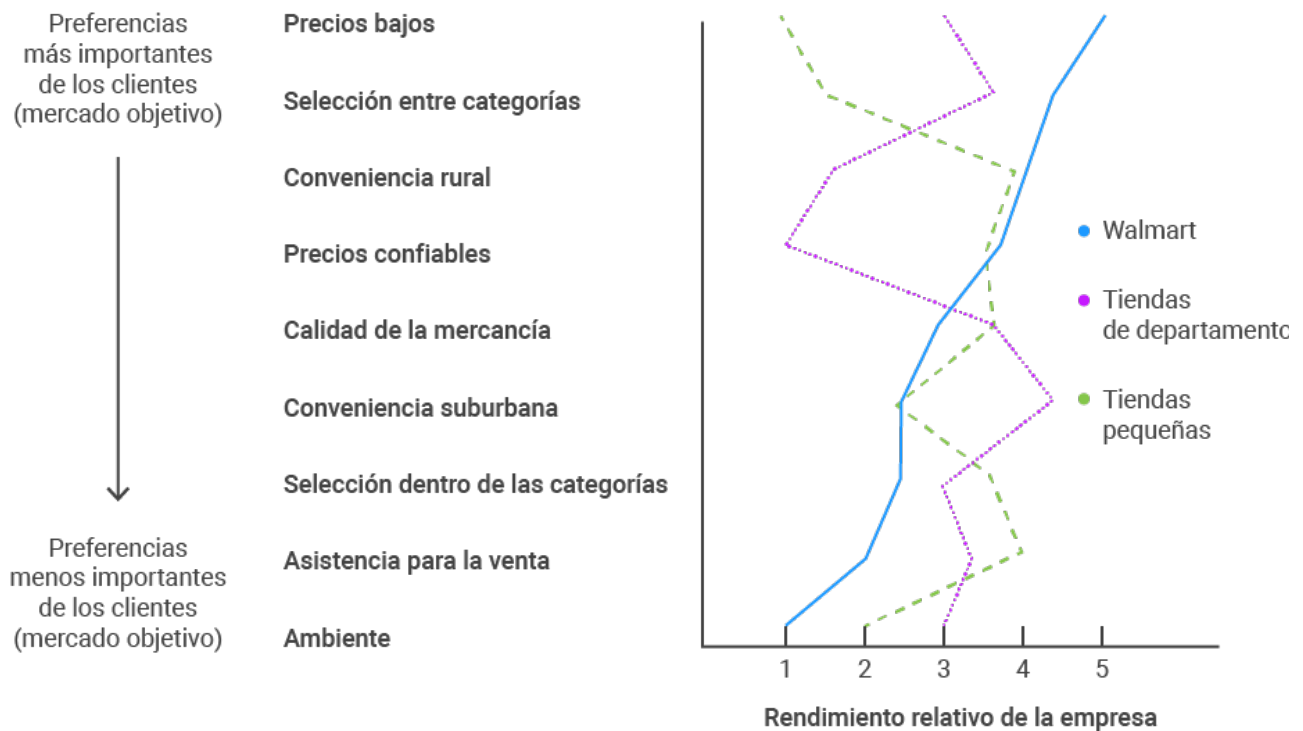 Preferencias
más importantes
de los clientes
(mercado objetivo)
Preferencias
menos importantes
de los clientes
(mercado objetivo)
Precios bajos
Selección entre categorías
Conveniencia rural
Precios confiables
Calidad de la mercancía
Conveniencia suburbana
Selección dentro de las categorías
Asistencia para la venta
Ambiente
Walmart
Tiendas
de departamento
Tiendas
pequeñas
1 2 3 4 5
Rendimiento relativo de la empresa